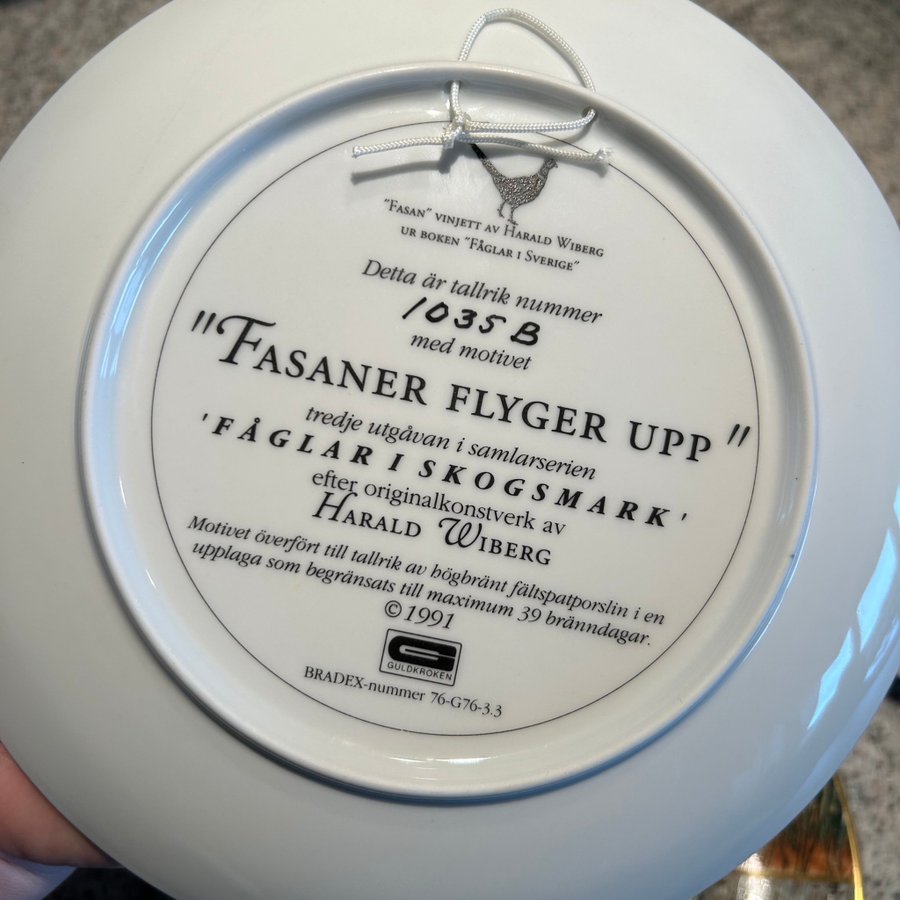 "Fasan" vinjett av Harald Wiberg
ur boken "Fåglar i Sverige"
Detta är tallrik nummer
1035 B
med motivet
"Fasaner flyger upp"
tredje utgåvan i samlarserien
'FÅGLAR I SKOGSMARK'
efter originalkonstverk av
Harald Wiberg
Motivet överfört till tallrik av högbränt fältspatporslin i en
upplaga som begränsats till maximum 39 bränndagar.
©1991
G
GULDKROKEN
BRADEX-nummer 76-G76-3.3